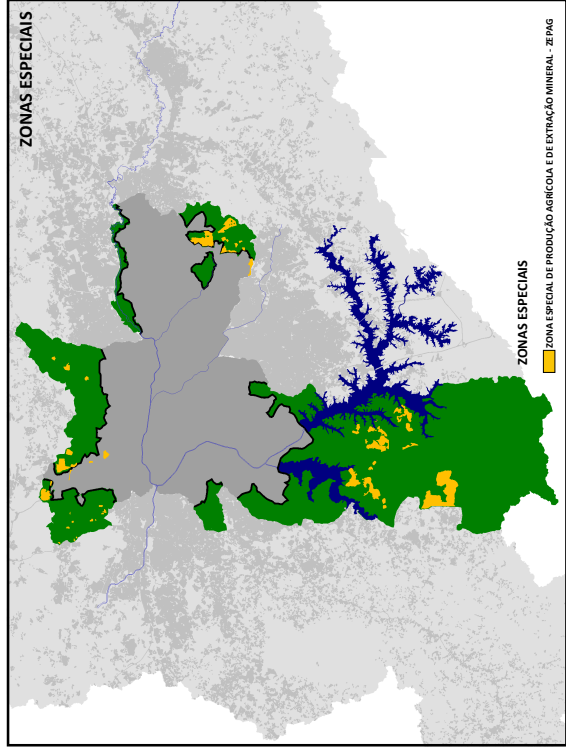 ZONAS ESPECIAIS
ZONAS ESPECIAIS
ZONA ESPECIAL DE PRODUÇÃO AGRÍCOLA E DE EXTRAÇÃO MINERAL - ZEPAG